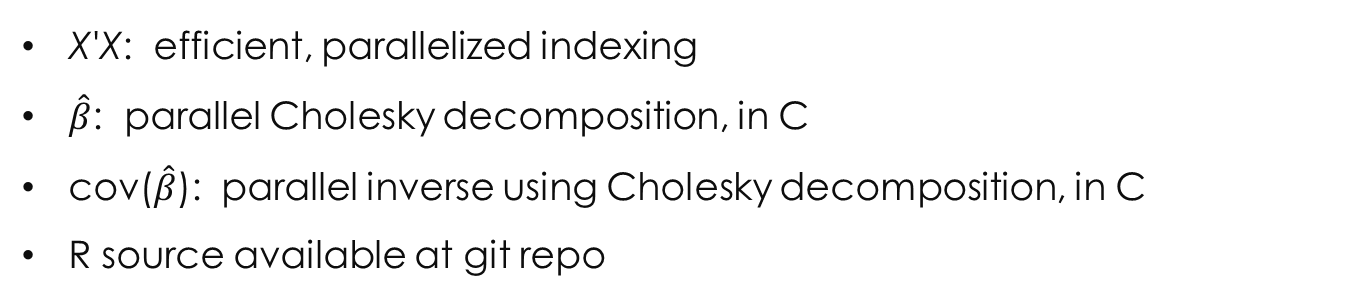 • X'X: efficient, parallelized indexing
• β̂: parallel Cholesky decomposition, in C
• cov(β̂): parallel inverse using Cholesky decomposition, in C
• R source available at git repo